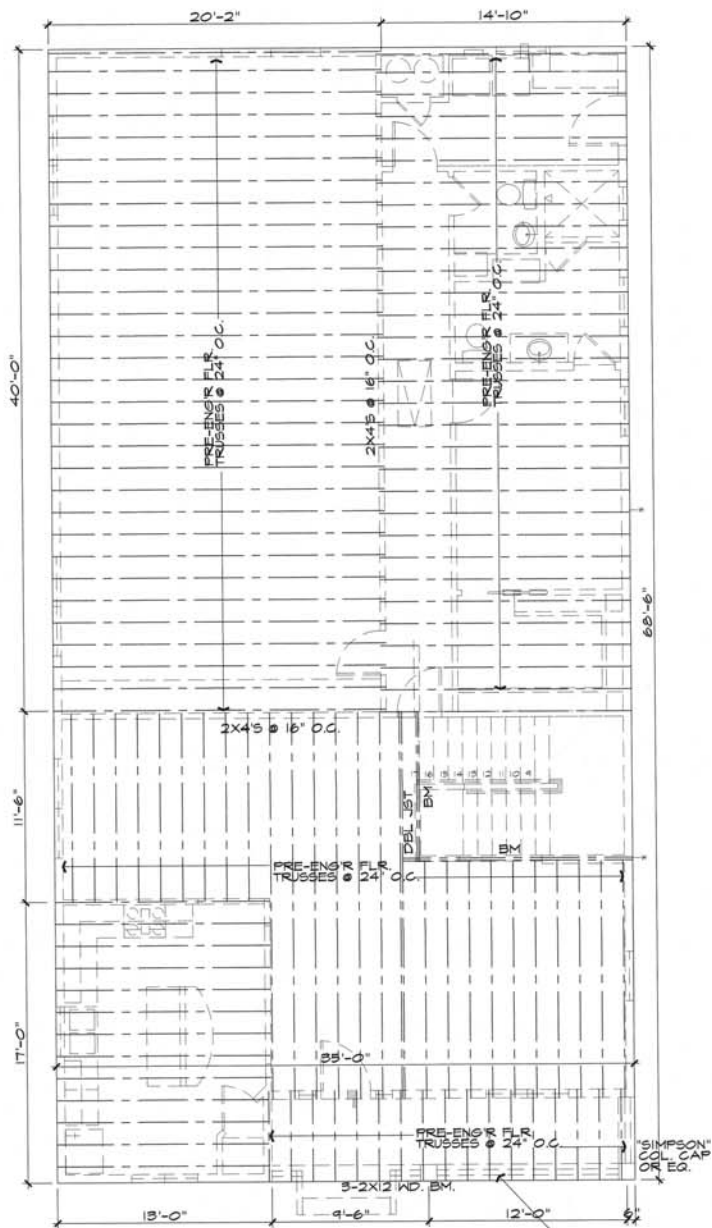 20'-2"
14'-10"
40'-0"
PRE-ENG'R FLR.
TRUSSES @ 24" O.C.
2X4'S @ 16" O.C.
PRE-ENG'R FLR.
TRUSSES @ 24" O.C.
68'-6"
2X4'S @ 16" O.C.
11'-6"
DBL JST
BM
BM
PRE-ENG'R FLR.
TRUSSES @ 24" O.C.
17'-0"
35'-0"
PRE-ENG'R FLR.
TRUSSES @ 24" O.C.
"SIMPSON"
COL. CAP
OR EQ.
3-2X12 WD. BM.
13'-0"
9'-6"
12'-0"
6"